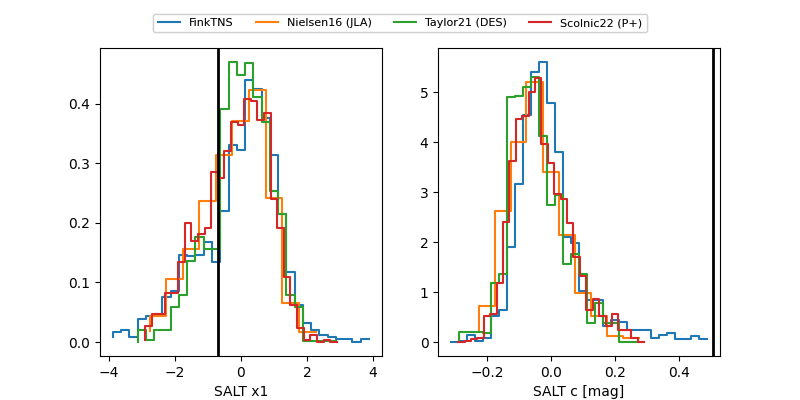 FinkTNS Nielsen16 (JLA) Taylor21 (DES) Scolnic22 (P+)
0.4
0.3
0.2
0.1
0.0
−4 −2 0 2 4
SALT x1
5
4
3
2
1
0
−0.2 0.0 0.2 0.4
SALT c [mag]